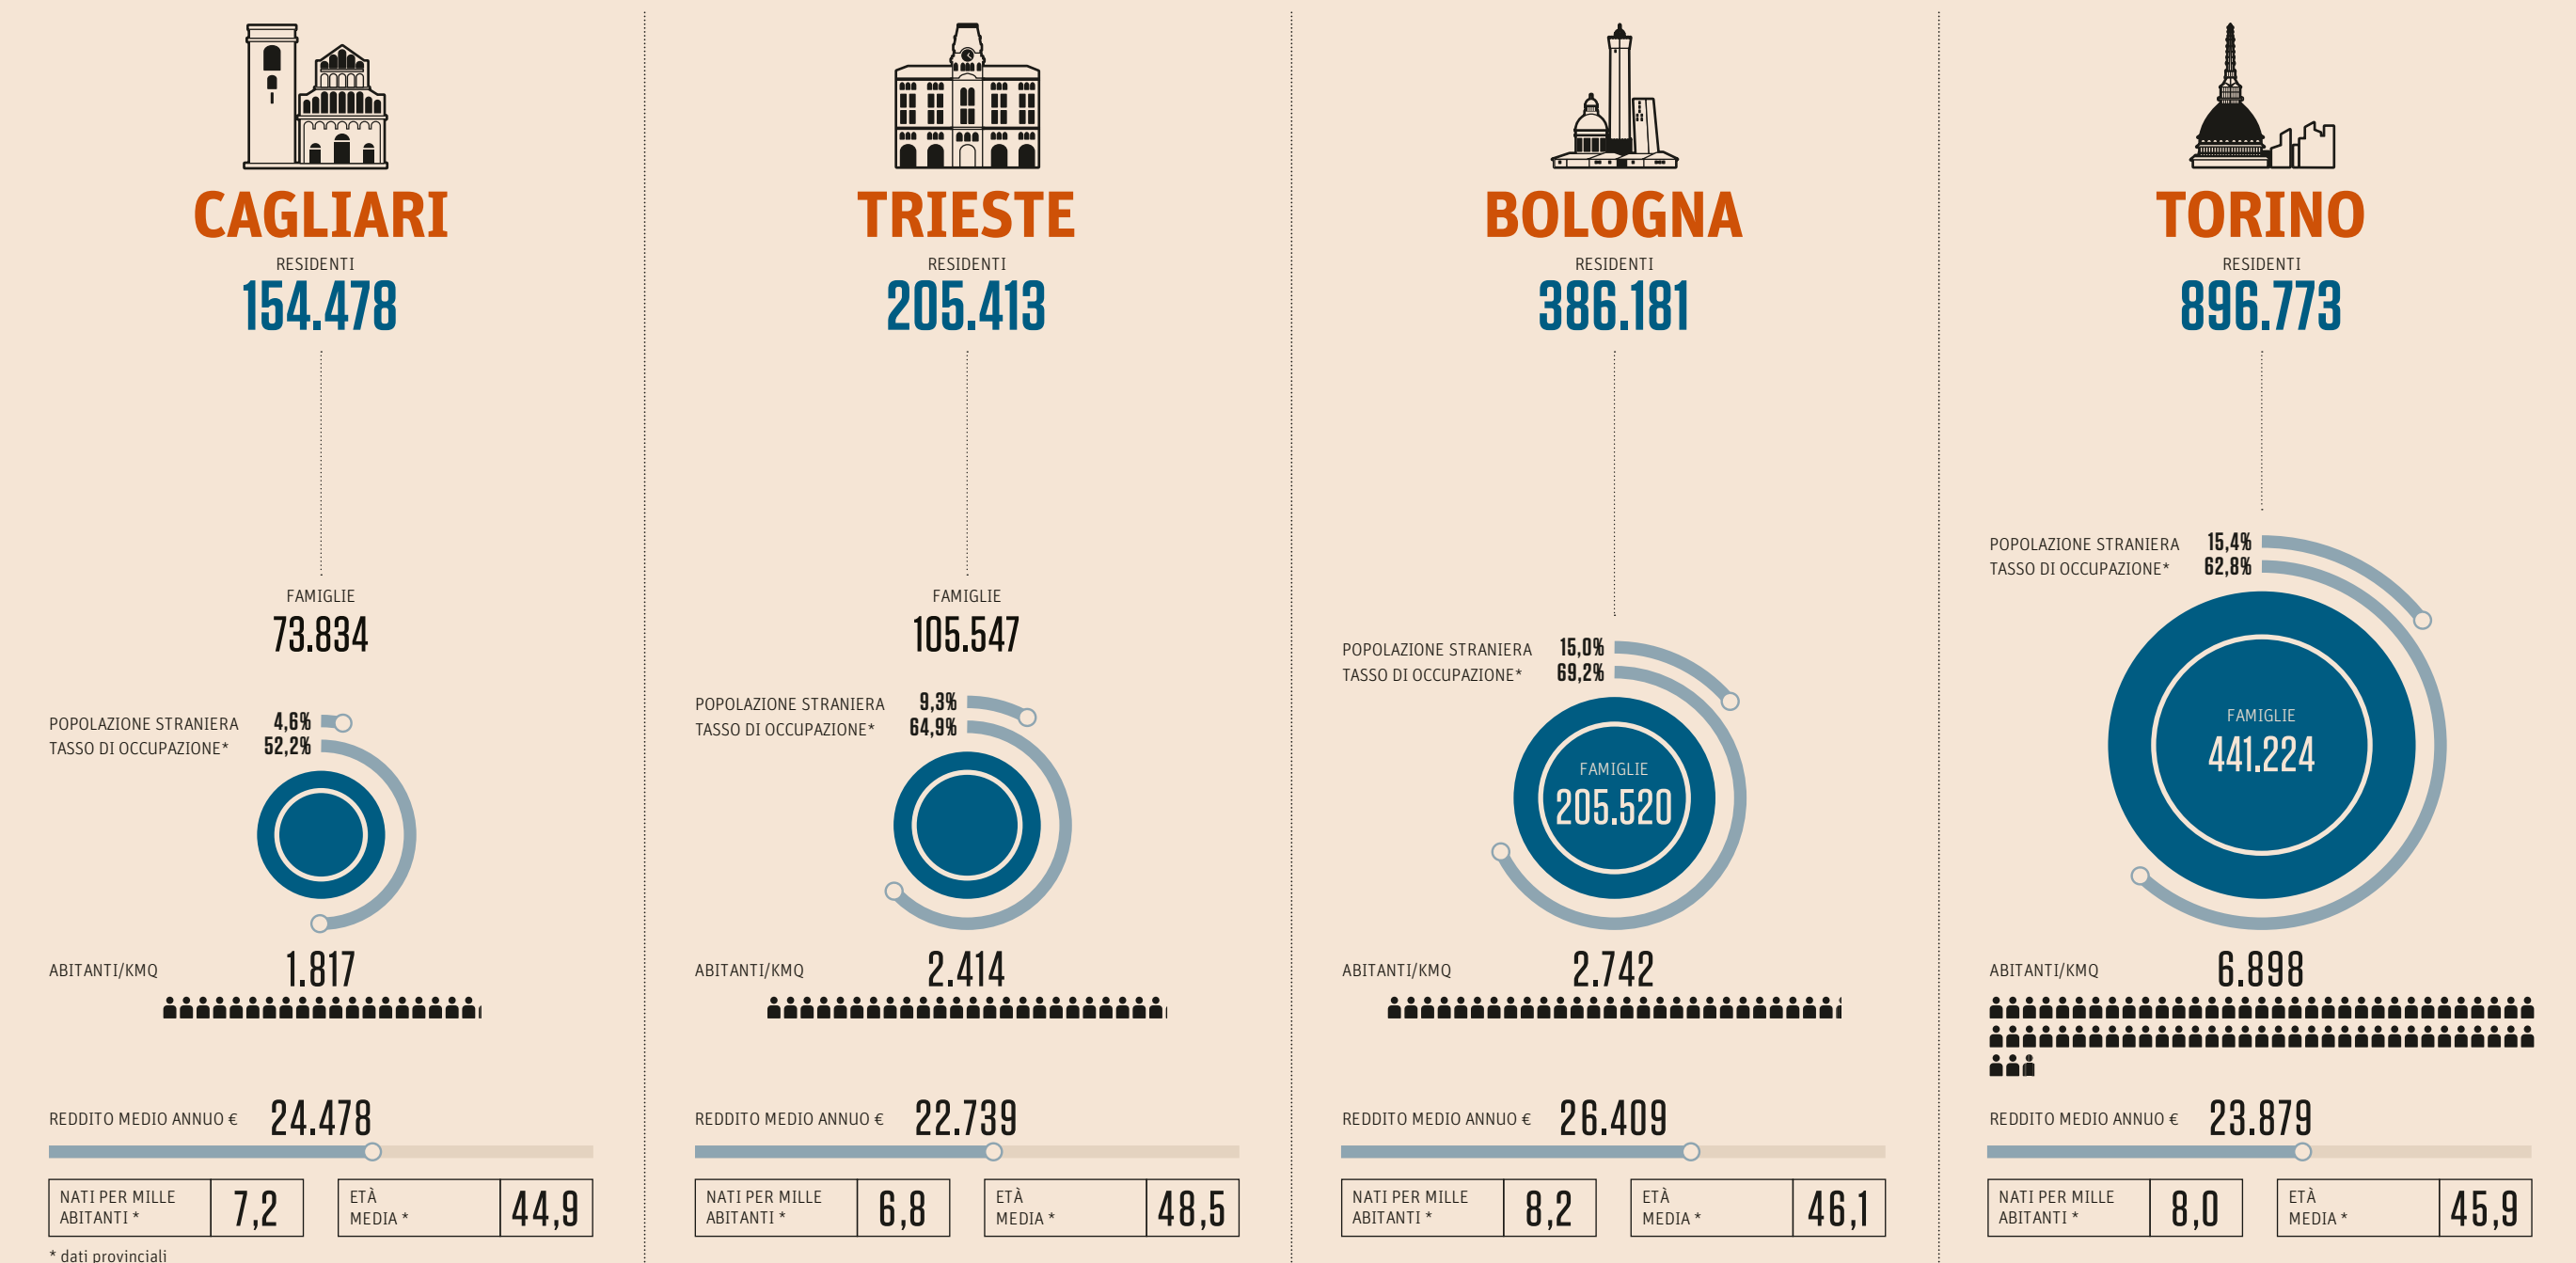 CAGLIARI
RESIDENTI
154.478
FAMIGLIE
73.834
POPOLAZIONE STRANIERA 4,6%
TASSO DI OCCUPAZIONE* 52,2%
ABITANTI/KMQ 1.817
REDDITO MEDIO ANNUO € 24.478
NATI PER MILLE
ABITANTI * 7,2
ETÀ
MEDIA * 44,9
* dati provinciali
TRIESTE
RESIDENTI
205.413
FAMIGLIE
105.547
POPOLAZIONE STRANIERA 9,3%
TASSO DI OCCUPAZIONE* 64,9%
ABITANTI/KMQ 2.414
REDDITO MEDIO ANNUO € 22.739
NATI PER MILLE
ABITANTI * 6,8
ETÀ
MEDIA * 48,5
BOLOGNA
RESIDENTI
386.181
POPOLAZIONE STRANIERA 15,0%
TASSO DI OCCUPAZIONE* 69,2%
FAMIGLIE
205.520
ABITANTI/KMQ 2.742
REDDITO MEDIO ANNUO € 26.409
NATI PER MILLE
ABITANTI * 8,2
ETÀ
MEDIA * 46,1
TORINO
RESIDENTI
896.773
POPOLAZIONE STRANIERA 15,4%
TASSO DI OCCUPAZIONE* 62,8%
FAMIGLIE
441.224
ABITANTI/KMQ 6.898
REDDITO MEDIO ANNUO € 23.879
NATI PER MILLE
ABITANTI * 8,0
ETÀ
MEDIA * 45,9